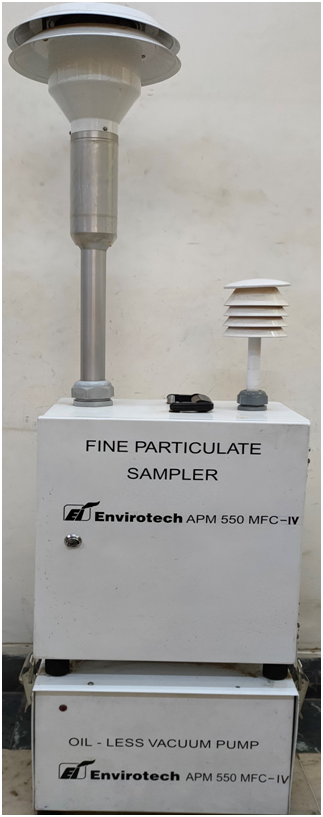 FINE PARTICULATE
SAMPLER
ET Envirotech APM 550 MFC-IV
OIL - LESS VACUUM PUMP
ET Envirotech APM 550 MFC-IV